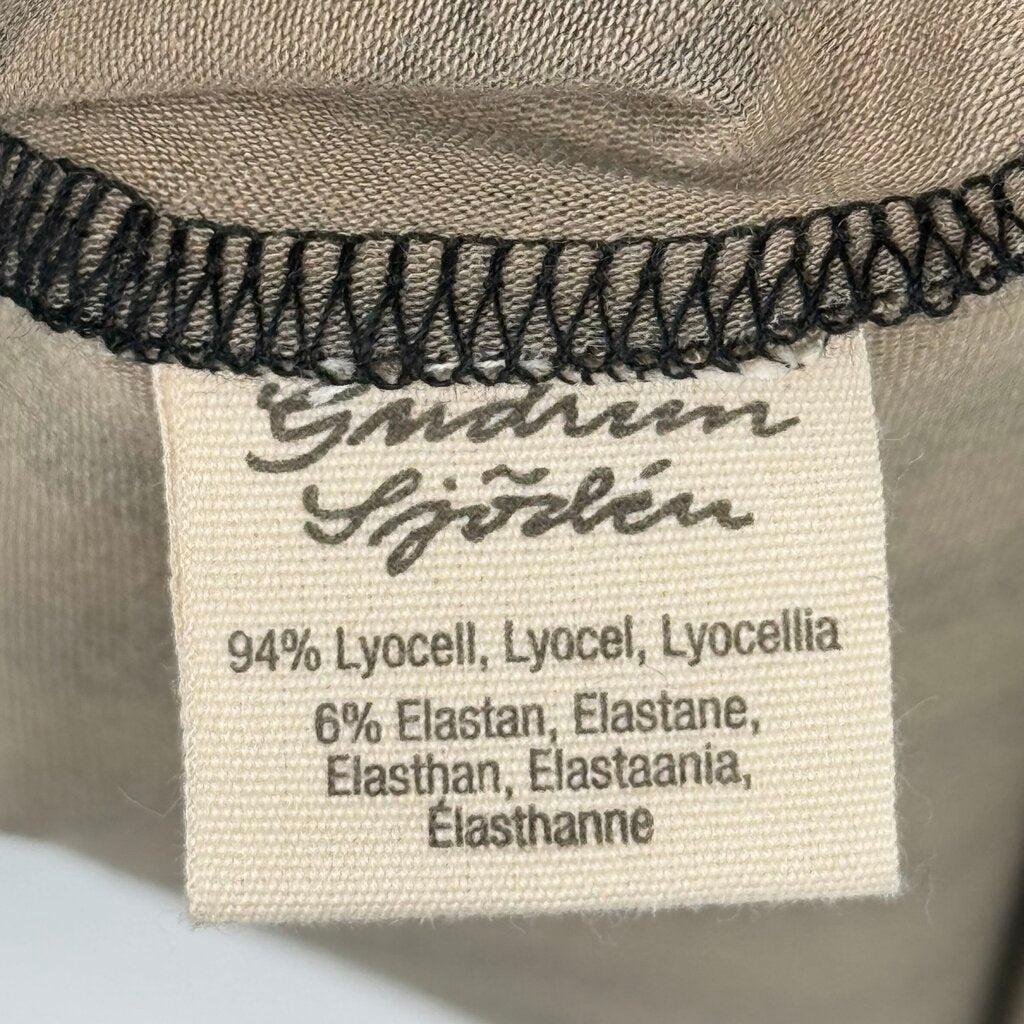 Gudrun
Sjödén
94% Lyocell, Lyocel, Lyocellia
6% Elastan, Elastane,
Elasthan, Elastaania,
Élasthanne